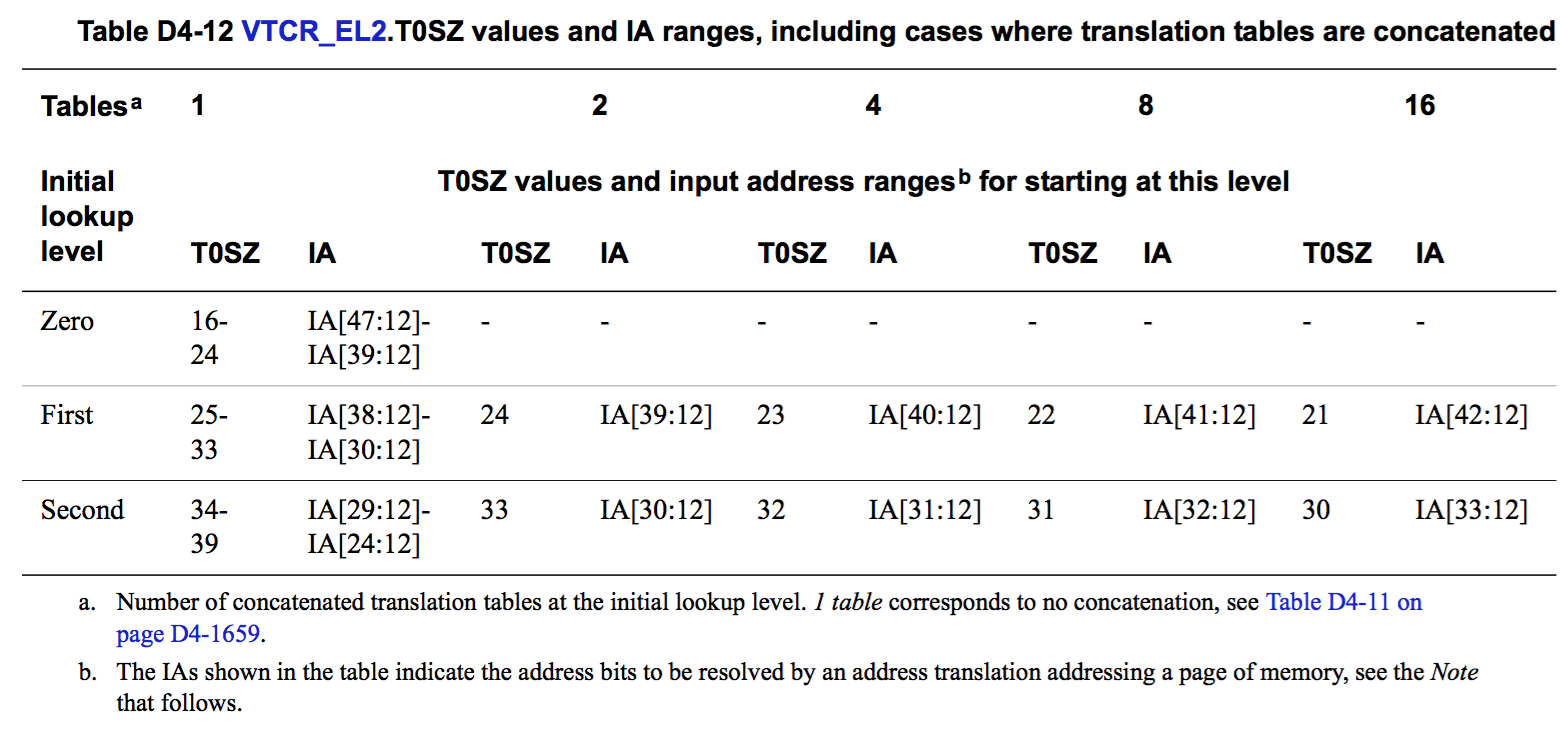 Table D4-12 VTCR_EL2.T0SZ values and IA ranges, including cases where translation tables are concatenated
Tables a 1 2 4 8 16
Initial lookup level T0SZ values and input address ranges b for starting at this level
T0SZ IA T0SZ IA T0SZ IA T0SZ IA T0SZ IA
Zero 16- IA[47:12]- - - - - - - - -
24 IA[39:12]
First 25- IA[38:12]- 24 IA[39:12] 23 IA[40:12] 22 IA[41:12] 21 IA[42:12]
33 IA[30:12]
Second 34- IA[29:12]- 33 IA[30:12] 32 IA[31:12] 31 IA[32:12] 30 IA[33:12]
39 IA[24:12]
a. Number of concatenated translation tables at the initial lookup level. 1 table corresponds to no concatenation, see Table D4-11 on
page D4-1659.
b. The IAs shown in the table indicate the address bits to be resolved by an address translation addressing a page of memory, see the Note
that follows.